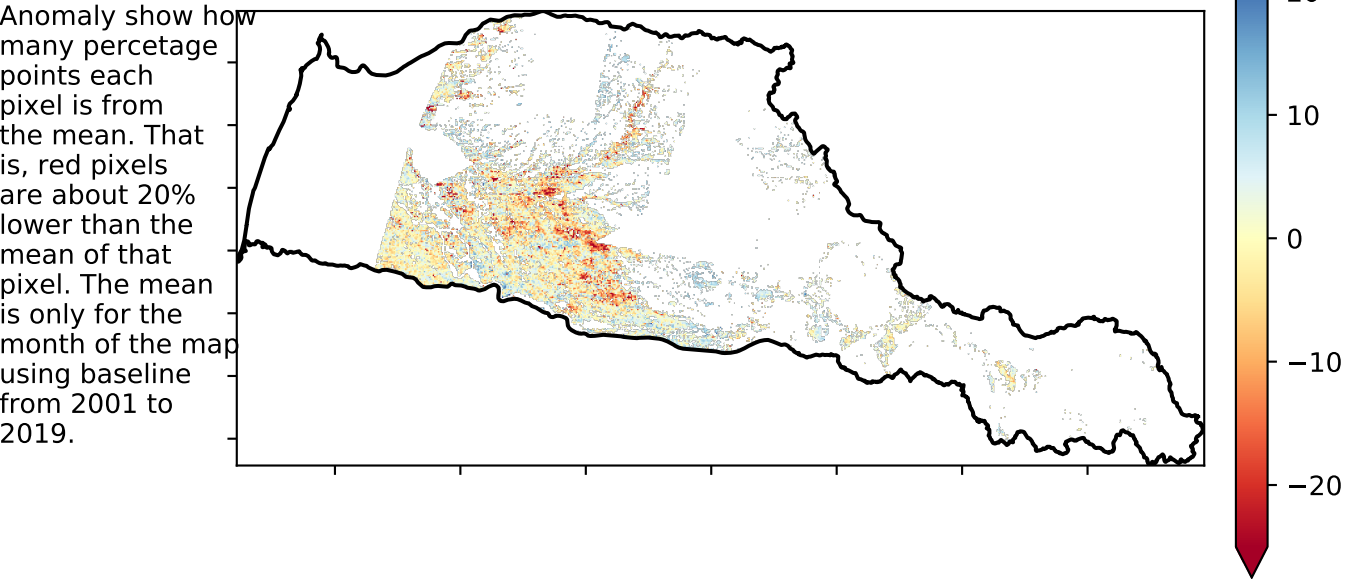 Anomaly show how
many percetage
points each
pixel is from
the mean. That
is, red pixels
are about 20%
lower than the
mean of that
pixel. The mean
is only for the
month of the map
using baseline
from 2001 to
2019.
10
0
−10
−20